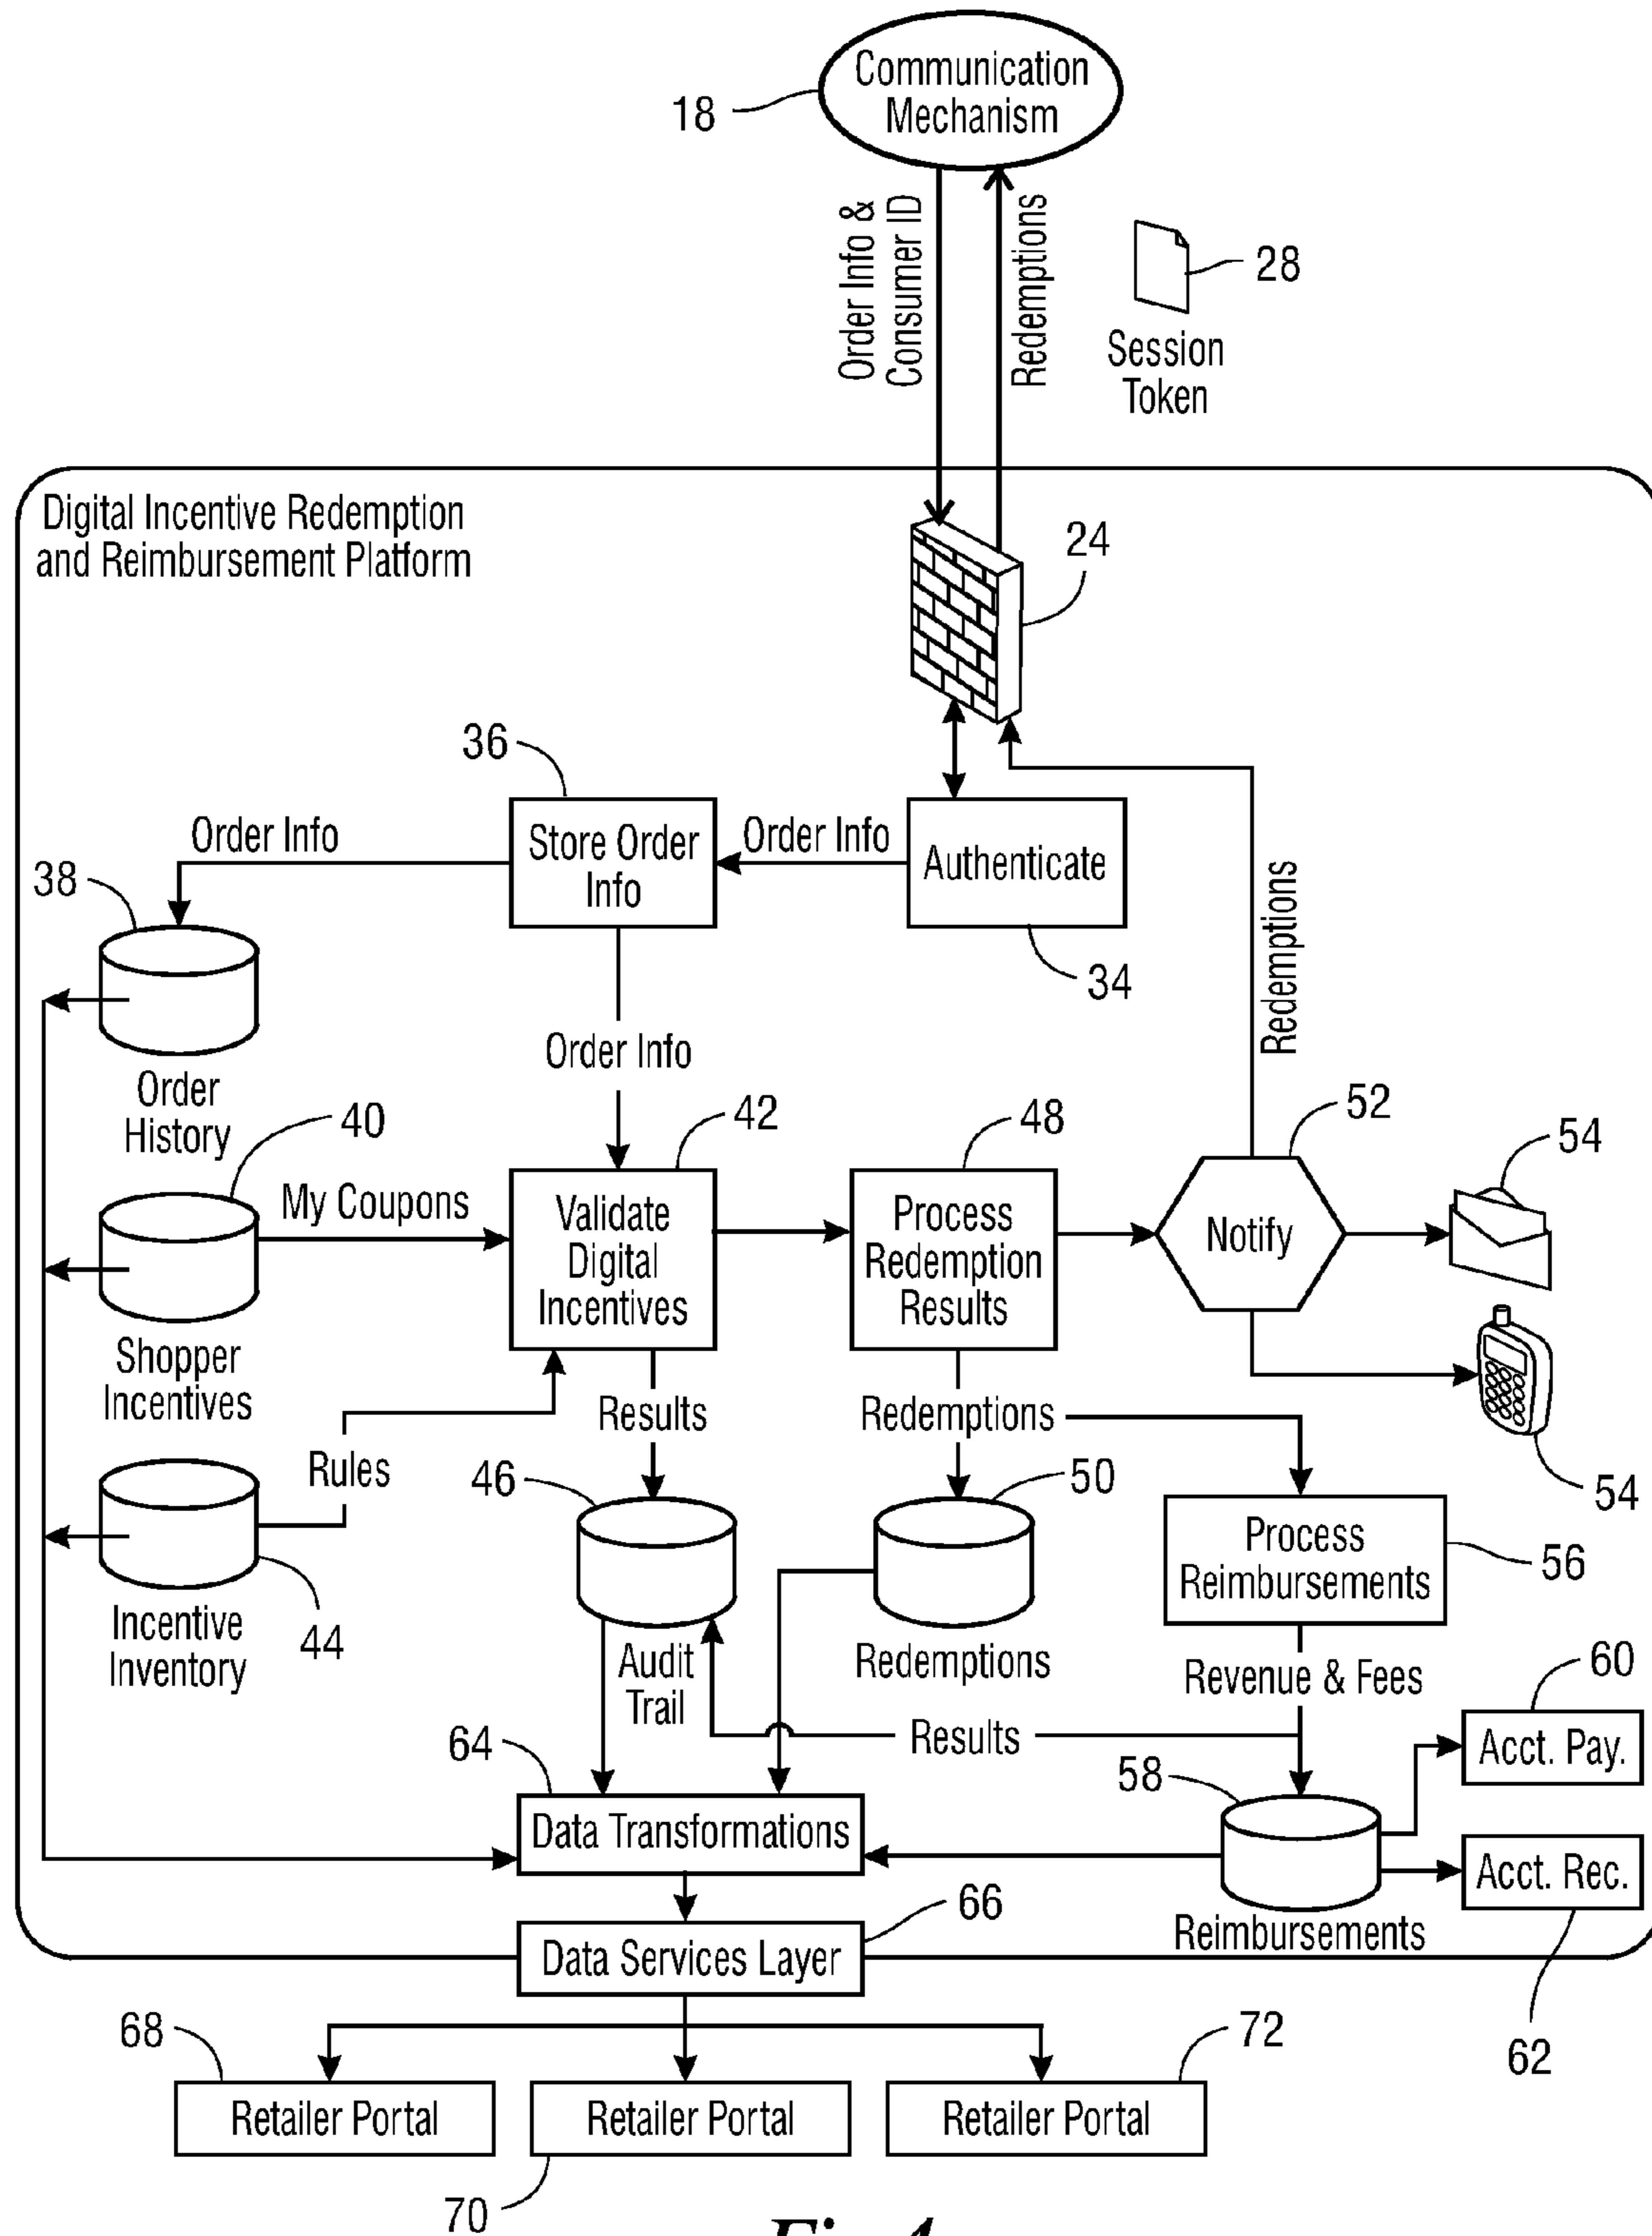 Communication
Mechanism
18
Order Info &
Consumer ID
Redemptions
28
Session
Token
Digital Incentive Redemption
and Reimbursement Platform
24
36
Order Info
Store Order
Info
Order Info
Authenticate
38
34
Redemptions
Order Info
Order
History
40
42
48
52
54
My Coupons
Validate
Digital
Incentives
Process
Redemption
Results
Notify
Shopper
Incentives
Results
Redemptions
Rules
46
50
54
Process
Reimbursements
56
Incentive
Inventory
44
Audit
Trail
Redemptions
Revenue & Fees
60
64
Results
Acct. Pay.
58
Data Transformations
Acct. Rec.
66
Reimbursements
Data Services Layer
68
72
62
Retailer Portal
Retailer Portal
Retailer Portal
70